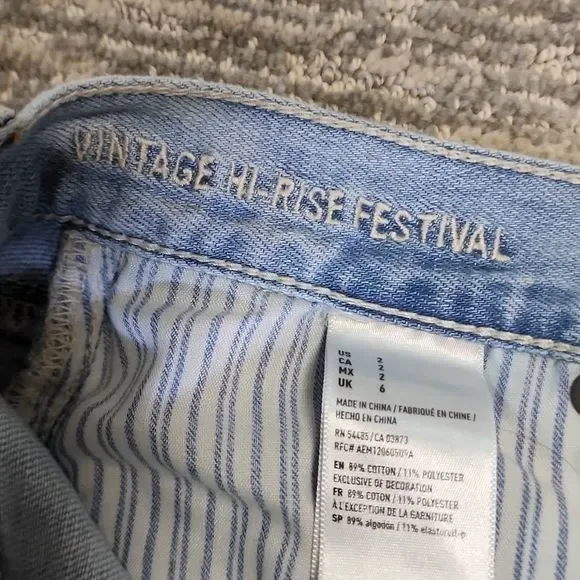 VINTAGE HI-RISE FESTIVAL
US 2
CA 2
MX 2
UK 6
MADE IN CHINA / FABRIQUÉ EN CHINE /
HECHO EN CHINA
RN 54485 / CA 03873
RFC# AEM1206050
EN 89% COTTON / 11% POLYESTER
EXCLUSIVE OF DECORATION
FR 89% COTON / 11% POLYESTER
À L'EXCEPTION DE LA GARNITURE
SP 89% algodón / 11%